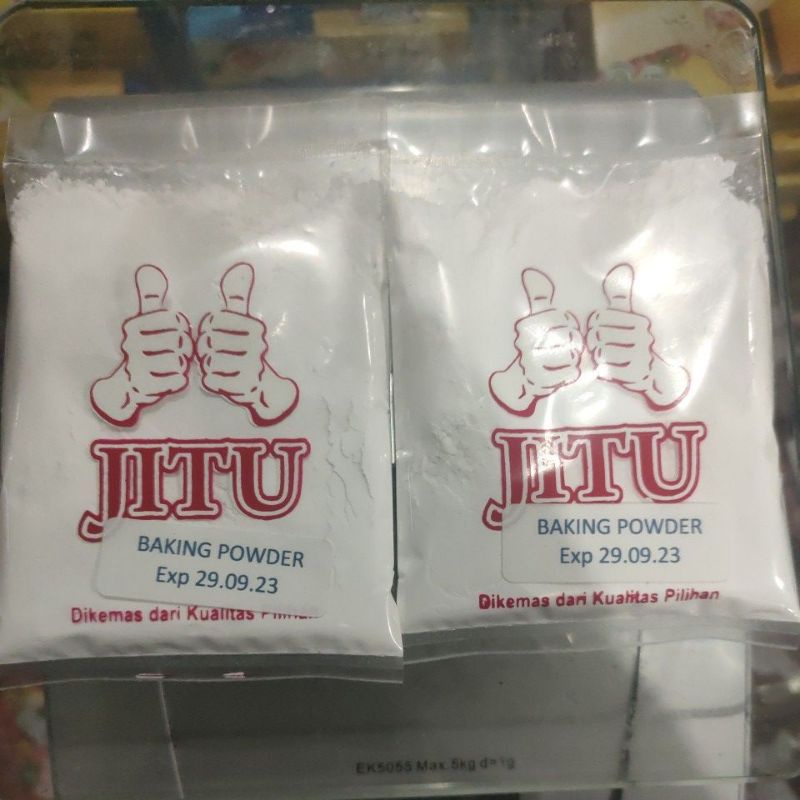 JITU
BAKING POWDER
Exp 29.09.23
Dikemas dari Kualitas
JITU
BAKING POWDER
Exp 29.09.23
Dikemas dari Kualitas Pilihan
EK5055 Max.5kg d=1g